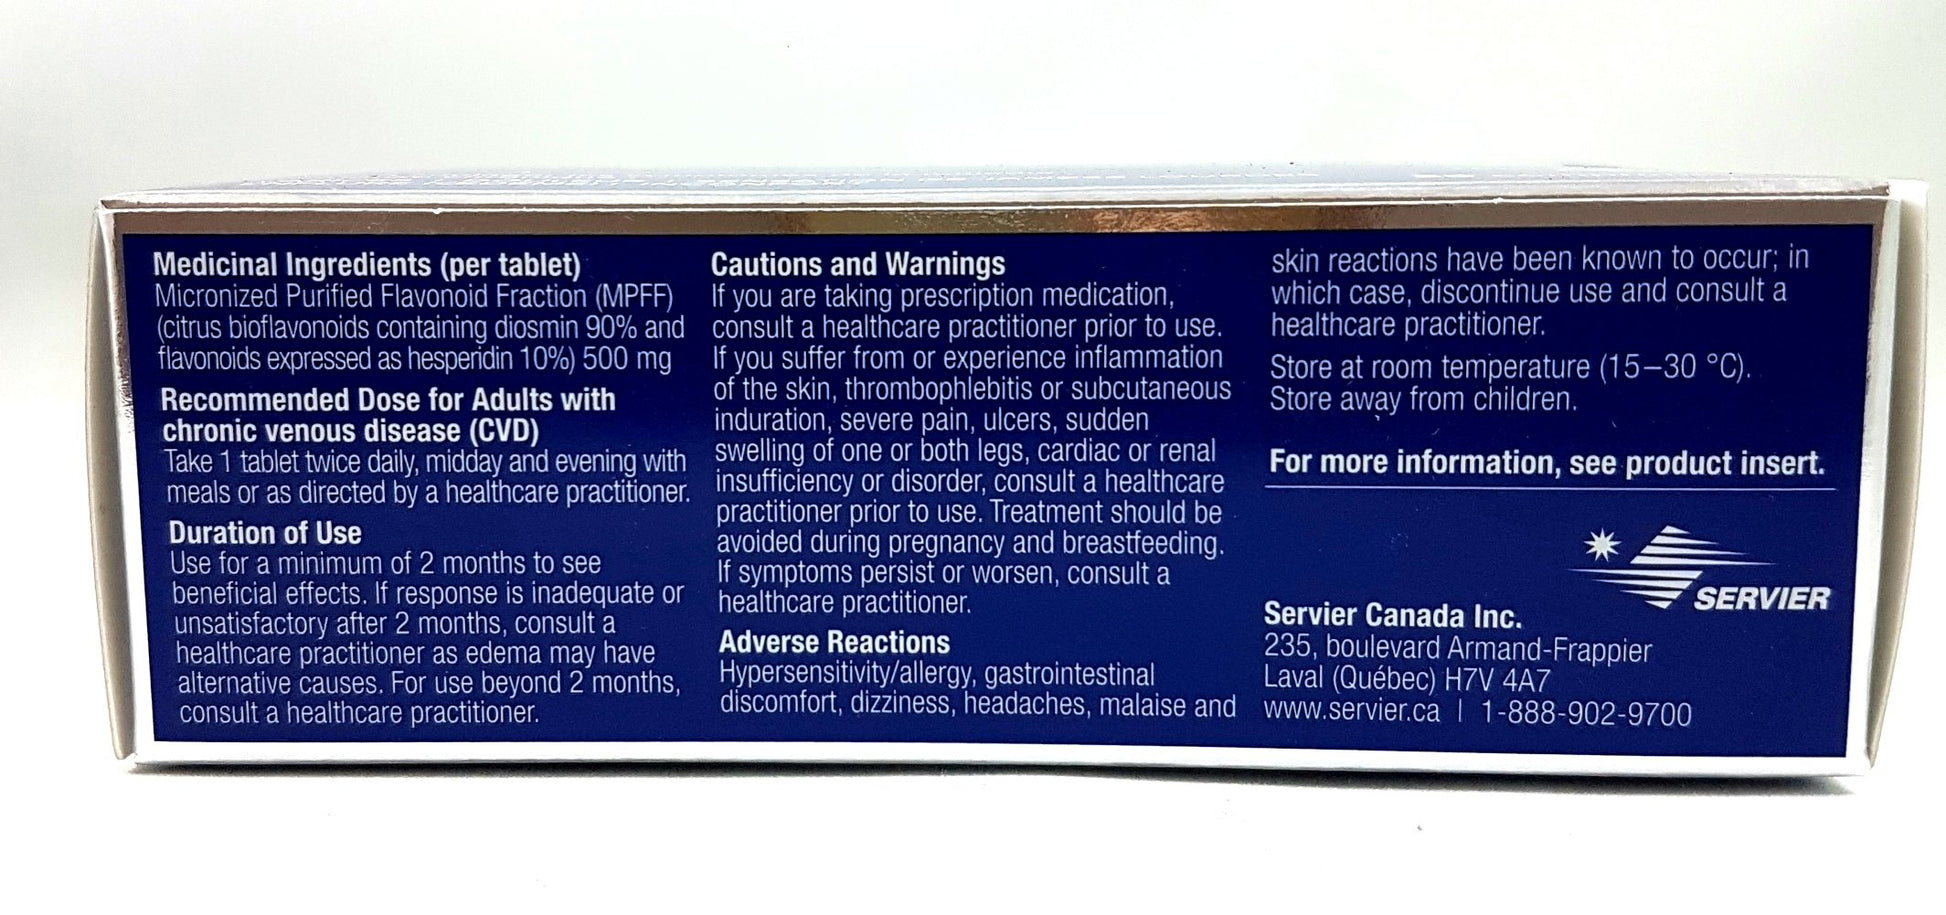 Medicinal Ingredients (per tablet)
Micronized Purified Flavonoid Fraction (MPFF)
(citrus bioflavonoids containing diosmin 90% and
flavonoids expressed as hesperidin 10%) 500 mg
Recommended Dose for Adults with
chronic venous disease (CVD)
Take 1 tablet twice daily, midday and evening with
meals or as directed by a healthcare practitioner.
Duration of Use
Use for a minimum of 2 months to see
beneficial effects. If response is inadequate or
unsatisfactory after 2 months, consult a
healthcare practitioner as edema may have
alternative causes. For use beyond 2 months,
consult a healthcare practitioner.
Cautions and Warnings
If you are taking prescription medication,
consult a healthcare practitioner prior to use.
If you suffer from or experience inflammation
of the skin, thrombophlebitis or subcutaneous
induration, severe pain, ulcers, sudden
swelling of one or both legs, cardiac or renal
insufficiency or disorder, consult a healthcare
practitioner prior to use. Treatment should be
avoided during pregnancy and breastfeeding.
If symptoms persist or worsen, consult a
healthcare practitioner.
Adverse Reactions
Hypersensitivity/allergy, gastrointestinal
discomfort, dizziness, headaches, malaise and
skin reactions have been known to occur; in
which case, discontinue use and consult a
healthcare practitioner.
Store at room temperature (15–30 °C).
Store away from children.
For more information, see product insert.
SERVIER
Servier Canada Inc.
235, boulevard Armand-Frappier
Laval (Québec) H7V 4A7
www.servier.ca | 1-888-902-9700